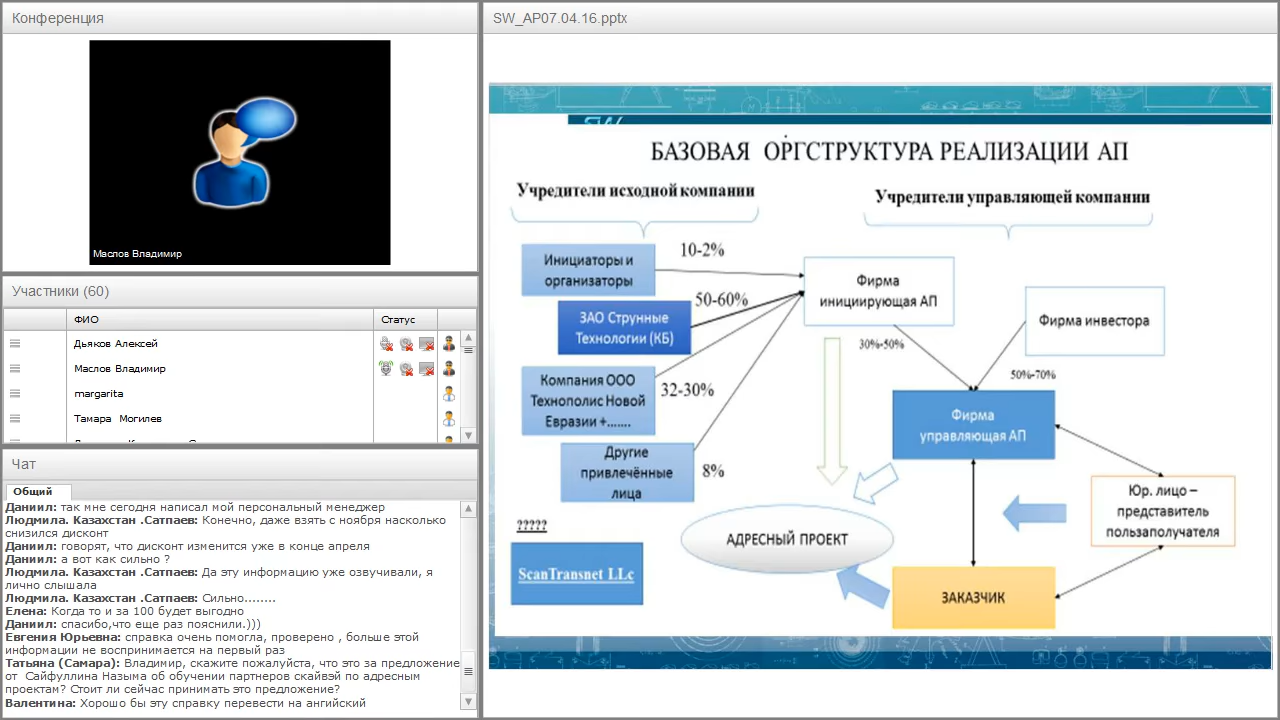 Конференция
Маслов Владимир
Участники (60)
ФИО
Статус
Дьяков Алексей
Маслов Владимир
margarita
Тамара Могилев
Чат
Общий
Даниил: так мне сегодня написал мой персональный менеджер
Людмила. Казахстан .Сатпаев: Конечно, даже взять с ноября насколько
снизился дисконт
Даниил: говорят, что дисконт изменится уже в конце апреля
Даниил: а вот как сильно ?
Людмила. Казахстан .Сатпаев: Да эту информацию уже озвучивали, я
лично слышала
Людмила. Казахстан .Сатпаев: Сильно........
Елена: Когда то и за 100 будет выгодно
Даниил: спасибо,что еще раз пояснили.)))
Евгения Юрьевна: справка очень помогла, проверено , больше этой
информации не воспринимается на первый раз
Татьяна (Самара): Владимир, скажите пожалуйста, что это за предложение
от Сайфуллина Назыма об обучении партнеров скайвэй по адресным
проектам? Стоит ли сейчас принимать это предложение?
Валентина: Хорошо бы эту справку перевести на ангийский
SW_AP07.04.16.pptx
SW
БАЗОВАЯ ОРГСТРУКТУРА РЕАЛИЗАЦИИ АП
Учредители исходной компании
Учредители управляющей компании
Инициаторы и
организаторы
10-2%
ЗАО Струнные
Технологии (КБ)
50-60%
Компания ООО
Технополис Новой
Евразии +.......
32-30%
Другие
привлечённые
лица
8%
?????
ScanTransnet LLc
Фирма
инициирующая АП
30%-50%
Фирма инвестора
50%-70%
Фирма
управляющая АП
Юр. лицо –
представитель
пользаполучателя
АДРЕСНЫЙ ПРОЕКТ
ЗАКАЗЧИК